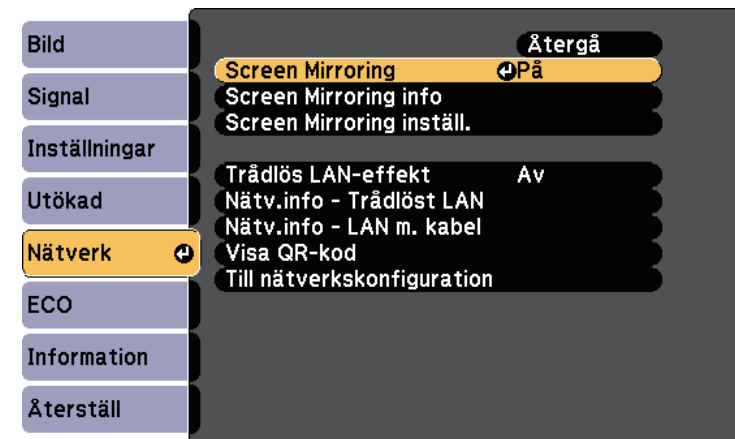 Bild
Signal
Inställningar
Utökad
Nätverk
ECO
Information
Återställ
Återgå
Screen Mirroring På
Screen Mirroring info
Screen Mirroring inställ.
Trådlös LAN-effekt Av
Nätv.info - Trådlöst LAN
Nätv.info - LAN m. kabel
Visa QR-kod
Till nätverkskonfiguration